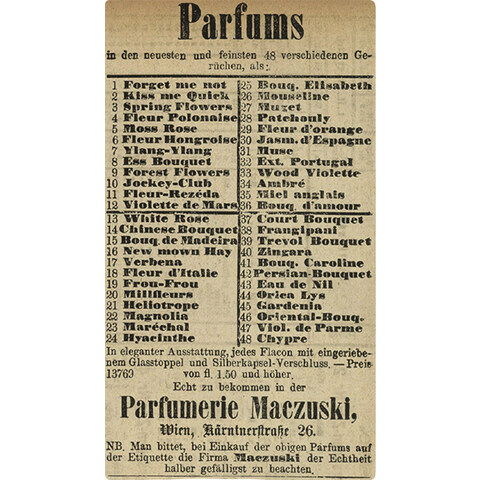 Parfums
in den neuesten und feinsten 48 verschiedenen Ge-
rüchen, als:
1 Forget me not
2 Kiss me Quick
3 Spring Flowers
4 Fleur Polonaise
5 Moss Rose
6 Fleur Hongroise
7 Ylang-Ylang
8 Ess Bouquet
9 Forest Flowers
10 Jockey-Club
11 Fleur-Rezéda
12 Violette de Mars
13 White Rose
14 Chinese Bouquet
15 Bouq. de Madeira
16 New mown Hay
17 Verbena
18 Fleur d'Italie
19 Frou-Frou
20 Millfleurs
21 Heliotrope
22 Magnolia
23 Maréchal
24 Hyacinthe
25 Bouq. Elisabeth
26 Mouseline
27 Muzet
28 Patchouly
29 Fleur d'orange
30 Jasm. d'Espagne
31 Musc
32 Ext. Portugal
33 Wood Violette
34 Ambré
35 Miel anglais
36 Bouq. d'amour
37 Court Bouquet
38 Frangipani
39 Trevol Bouquet
40 Zingara
41 Bouq. Caroline
42 Persian-Bouquet
43 Eau de Nil
44 Orica Lys
45 Gardenia
46 Oriental-Bouq.
47 Viol. de Parme
48 Chypre
In eleganter Ausstattung, jedes Flacon mit eingeriebe-
nem Glasstoppel und Silberkapsel-Verschluss. — Preis
13763 von fl. 1.50 und höher.
Echt zu bekommen in der
Parfumerie Maczuski,
Wien, Kärntnerstraße 26.
NB. Man bittet, bei Einkauf der obigen Parfums auf
der Etiquette die Firma Maczuski der Echtheit
halber gefälligst zu beachten.